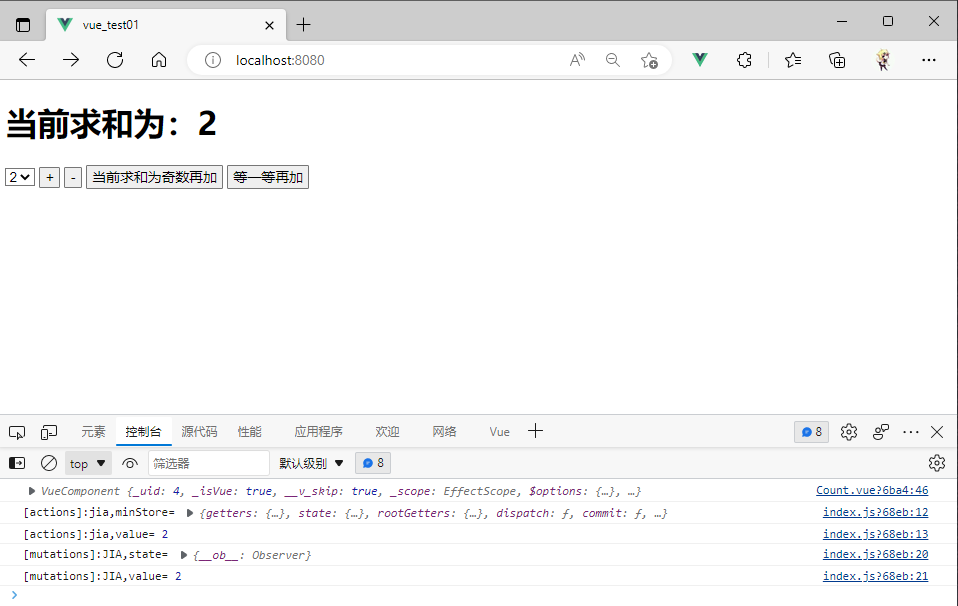 vue_test01
localhost:8080
当前求和为：2
2 + - 当前求和为奇数再加 等一等再加
元素 控制台 源代码 性能 应用程序 欢迎 网络 Vue 8
top 筛选器 默认级别 8
VueComponent {_uid: 4, _isVue: true, __v_skip: true, _scope: EffectScope, $options: {…}, …} Count.vue?6ba4:46
[actions]:jia,minStore= {getters: {…}, state: {…}, rootGetters: {…}, dispatch: ƒ, commit: ƒ, …} index.js?68eb:12
[actions]:jia,value= 2 index.js?68eb:13
[mutations]:JIA,state= {__ob__: Observer} index.js?68eb:20
[mutations]:JIA,value= 2 index.js?68eb:21